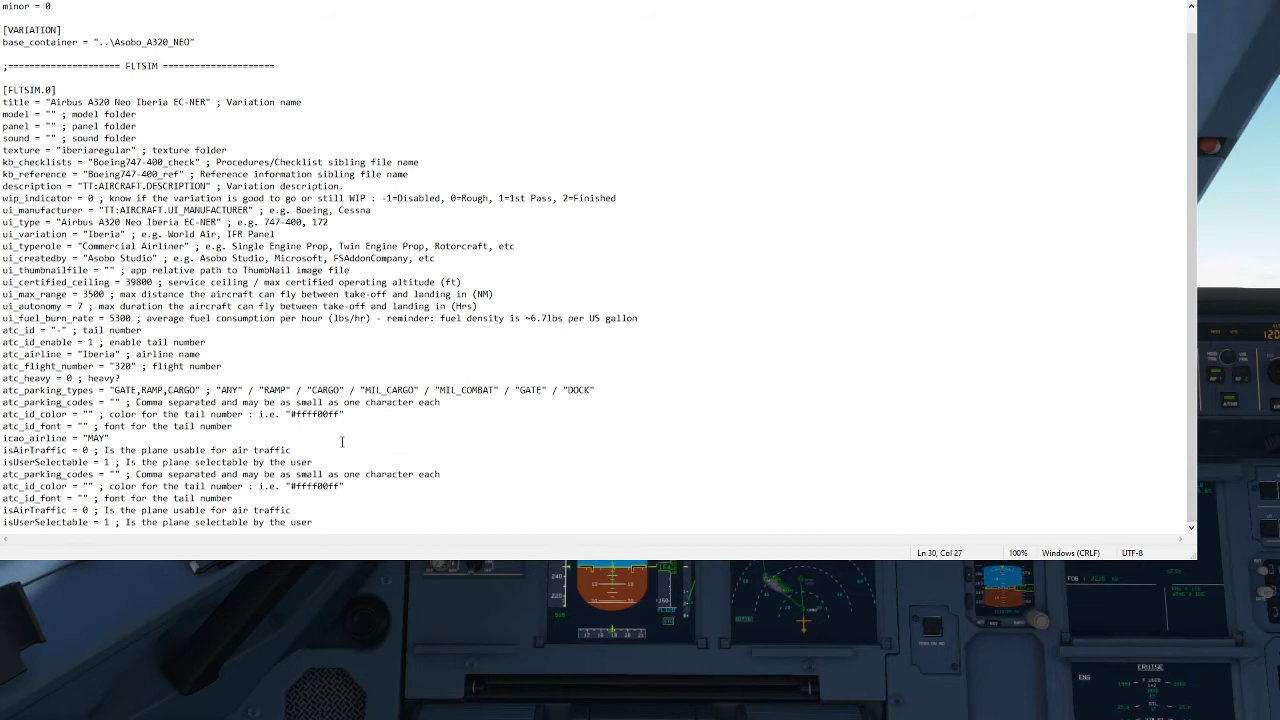 minor = 0
[VARIATION]
base_container = "..\Asobo_A320_NEO"
;===================== FLTSIM =====================
[FLTSIM.0]
title = "Airbus A320 Neo Iberia EC-NER" ; Variation name
model = "" ; model folder
panel = "" ; panel folder
sound = "" ; sound folder
texture = "iberiaregular" ; texture folder
kb_checklists = "Boeing747-400_check" ; Procedures/Checklist sibling file name
kb_reference = "Boeing747-400_ref" ; Reference information sibling file name
description = "TT:AIRCRAFT.DESCRIPTION" ; Variation description.
wip_indicator = 0 ; know if the variation is good to go or still WIP : -1=Disabled, 0=Rough, 1=1st Pass, 2=Finished
ui_manufacturer = "TT:AIRCRAFT.UI_MANUFACTURER" ; e.g. Boeing, Cessna
ui_type = "Airbus A320 Neo Iberia EC-NER" ; e.g. 747-400, 172
ui_variation = "Iberia" ; e.g. World Air, IFR Panel
ui_typerole = "Commercial Airliner" ; e.g. Single Engine Prop, Twin Engine Prop, Rotorcraft, etc
ui_createdby = "Asobo Studio" ; e.g. Asobo Studio, Microsoft, FSAddonCompany, etc
ui_thumbnailfile = "" ; app relative path to ThumbNail image file
ui_certified_ceiling = 39800 ; service ceiling / max certified operating altitude (ft)
ui_max_range = 3500 ; max distance the aircraft can fly between take-off and landing in (NM)
ui_autonomy = 7 ; max duration the aircraft can fly between take-off and landing in (Hrs)
ui_fuel_burn_rate = 5300 ; average fuel consumption per hour (lbs/hr) - reminder: fuel density is ~6.7lbs per US gallon
atc_id = "-" ; tail number
atc_id_enable = 1 ; enable tail number
atc_airline = "Iberia" ; airline name
atc_flight_number = "320" ; flight number
atc_heavy = 0 ; heavy?
atc_parking_types = "GATE,RAMP,CARGO" ; "ANY" / "RAMP" / "CARGO" / "MIL_CARGO" / "MIL_COMBAT" / "GATE" / "DOCK"
atc_parking_codes = "" ; Comma separated and may be as small as one character each
atc_id_color = "" ; color for the tail number : i.e. "#ffff00ff"
atc_id_font = "" ; font for the tail number
icao_airline = "MAY"
isAirTraffic = 0 ; Is the plane usable for air traffic
isUserSelectable = 1 ; Is the plane selectable by the user
atc_parking_codes = "" ; Comma separated and may be as small as one character each
atc_id_color = "" ; color for the tail number : i.e. "#ffff00ff"
atc_id_font = "" ; font for the tail number
isAirTraffic = 0 ; Is the plane usable for air traffic
isUserSelectable = 1 ; Is the plane selectable by the user
Ln 30, Col 27 100% Windows (CRLF) UTF-8
240
220
CRUISE
ENG